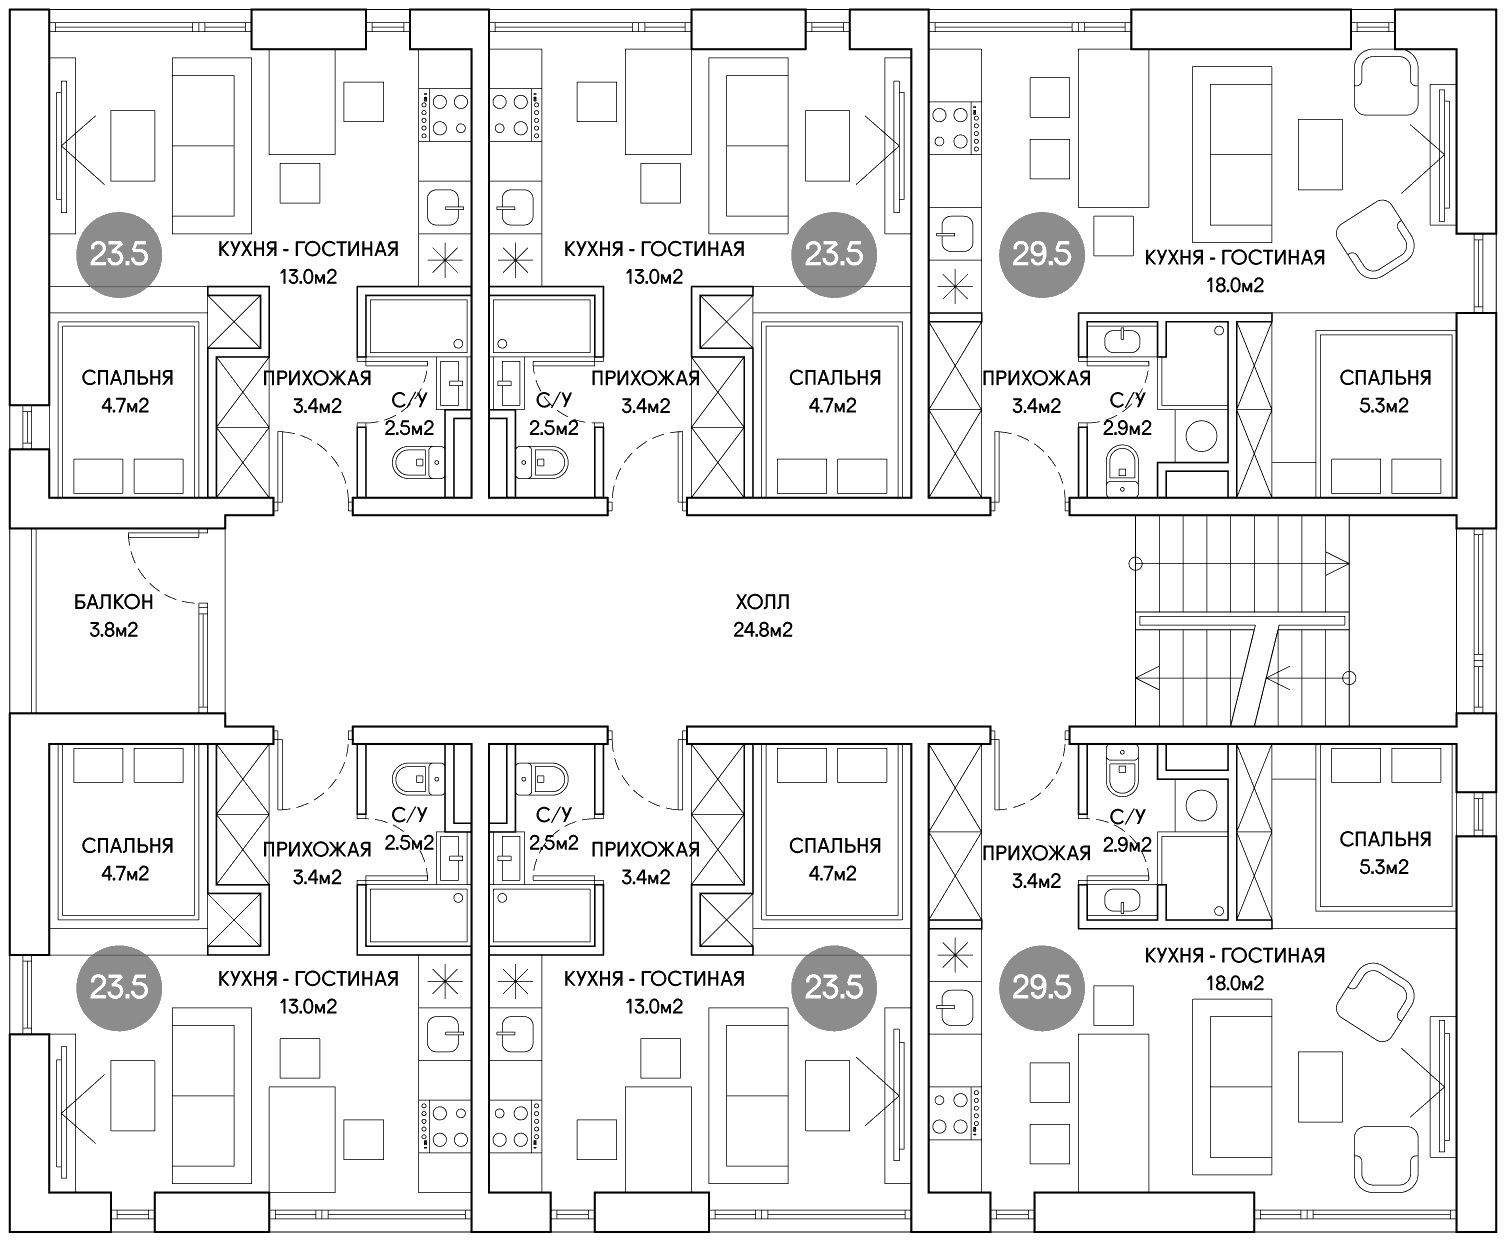 23.5
КУХНЯ - ГОСТИНАЯ
13.0м2
КУХНЯ - ГОСТИНАЯ
13.0м2
23.5
29.5
КУХНЯ - ГОСТИНАЯ
18.0м2
СПАЛЬНЯ
4.7м2
ПРИХОЖАЯ
3.4м2
С/У
2.5м2
С/У
2.5м2
ПРИХОЖАЯ
3.4м2
СПАЛЬНЯ
4.7м2
ПРИХОЖАЯ
3.4м2
С/У
2.9м2
СПАЛЬНЯ
5.3м2
БАЛКОН
3.8м2
ХОЛЛ
24.8м2
СПАЛЬНЯ
4.7м2
ПРИХОЖАЯ
3.4м2
С/У
2.5м2
С/У
2.5м2
ПРИХОЖАЯ
3.4м2
СПАЛЬНЯ
4.7м2
ПРИХОЖАЯ
3.4м2
С/У
2.9м2
СПАЛЬНЯ
5.3м2
23.5
КУХНЯ - ГОСТИНАЯ
13.0м2
КУХНЯ - ГОСТИНАЯ
13.0м2
23.5
29.5
КУХНЯ - ГОСТИНАЯ
18.0м2